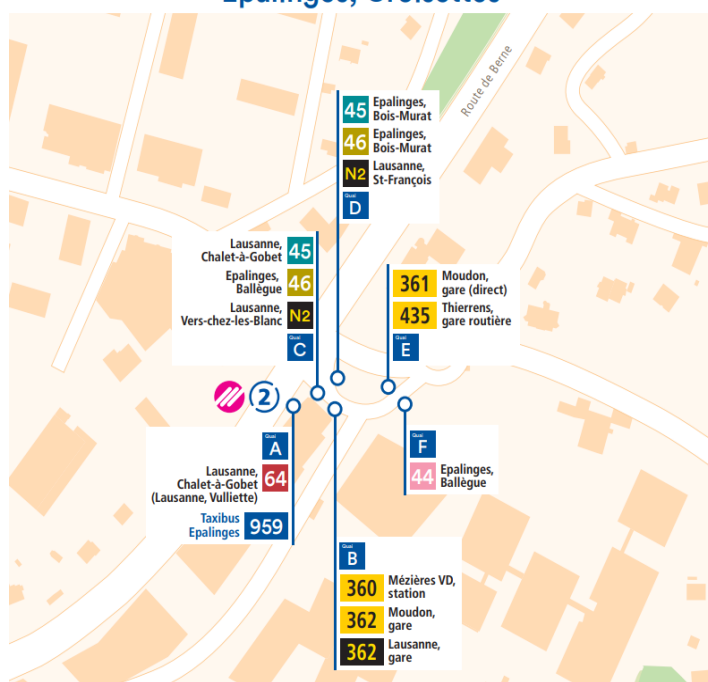 Epalinges, Croisettes
Route de Berne
45 Epalinges,
Bois-Murat
46 Epalinges,
Bois-Murat
N2 Lausanne,
St-François
Quai
D
Lausanne,
Chalet-à-Gobet 45
Epalinges,
Ballègue 46
Lausanne,
Vers-chez-les-Blanc N2
Quai
C
361 Moudon,
gare (direct)
435 Thierrens,
gare routière
Quai
E
2
Quai
A
Lausanne,
Chalet-à-Gobet
(Lausanne, Vulliette) 64
Taxibus
Epalinges 959
Quai
F
44 Epalinges,
Ballègue
Quai
B
360 Mézières VD,
station
362 Moudon,
gare
362 Lausanne,
gare